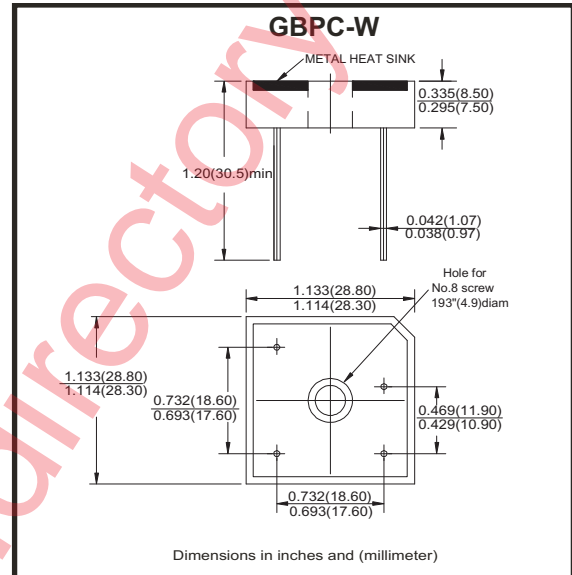 GBPC-W
METAL HEAT SINK
0.335(8.50)
0.295(7.50)
1.20(30.5)min
0.042(1.07)
0.038(0.97)
Hole for
No.8 screw
193"(4.9)diam
1.133(28.80)
1.114(28.30)
1.133(28.80)
1.114(28.30)
0.732(18.60)
0.693(17.60)
0.469(11.90)
0.429(10.90)
0.732(18.60)
0.693(17.60)
Dimensions in inches and (millimeter)
directory